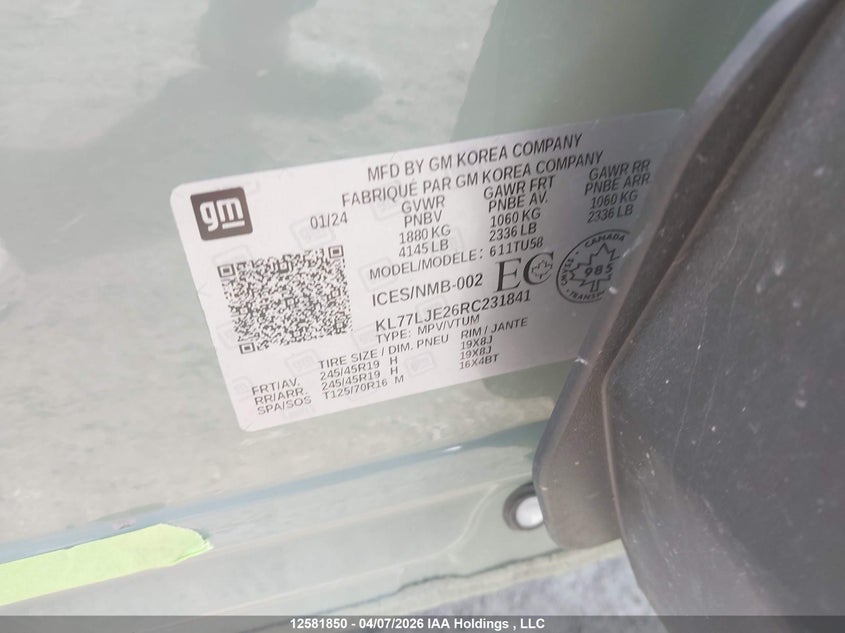 gm
MFD BY GM KOREA COMPANY
FABRIQUÉ PAR GM KOREA COMPANY
01/24
GVWR GAWR FRT GAWR RR
PNBV PNBE AV. PNBE ARR
1880 KG 1060 KG 1060 KG
4145 LB 2336 LB 2336 LB
MODEL/MODELE: 611TU58
ICES/NMB-002 EC
CANADA
985
TRANSPORT
KL77LJE26RC231841
TYPE: MPV/VTUM
TIRE SIZE / DIM. PNEU RIM / JANTE
FRT/AV. 245/45R19 H 19X8J
RR/ARR. 245/45R19 H 19X8J
SPA/SOS T125/70R16 M 16X4BT
12581850 - 04/07/2026 IAA Holdings , LLC